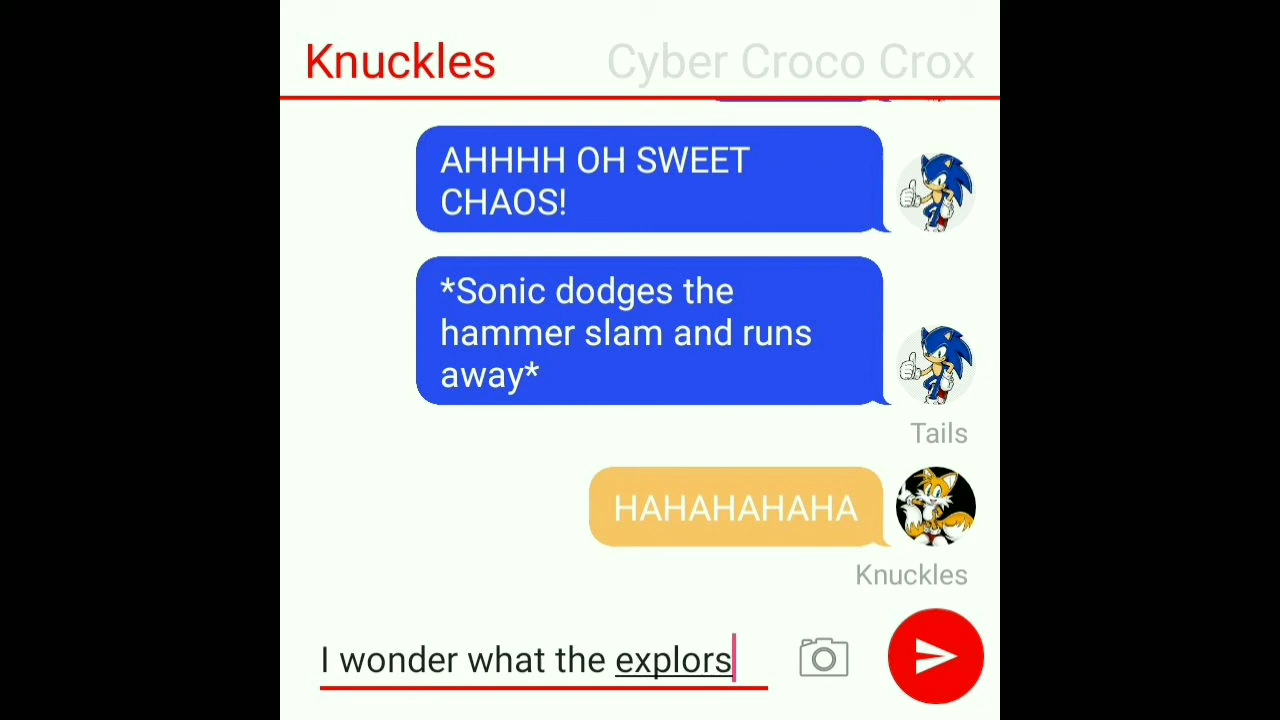 Knuckles Cyber Croco Crox
AHHHH OH SWEET
CHAOS!
*Sonic dodges the
hammer slam and runs
away*
Tails
HAHAHAHAHA
Knuckles
I wonder what the explors